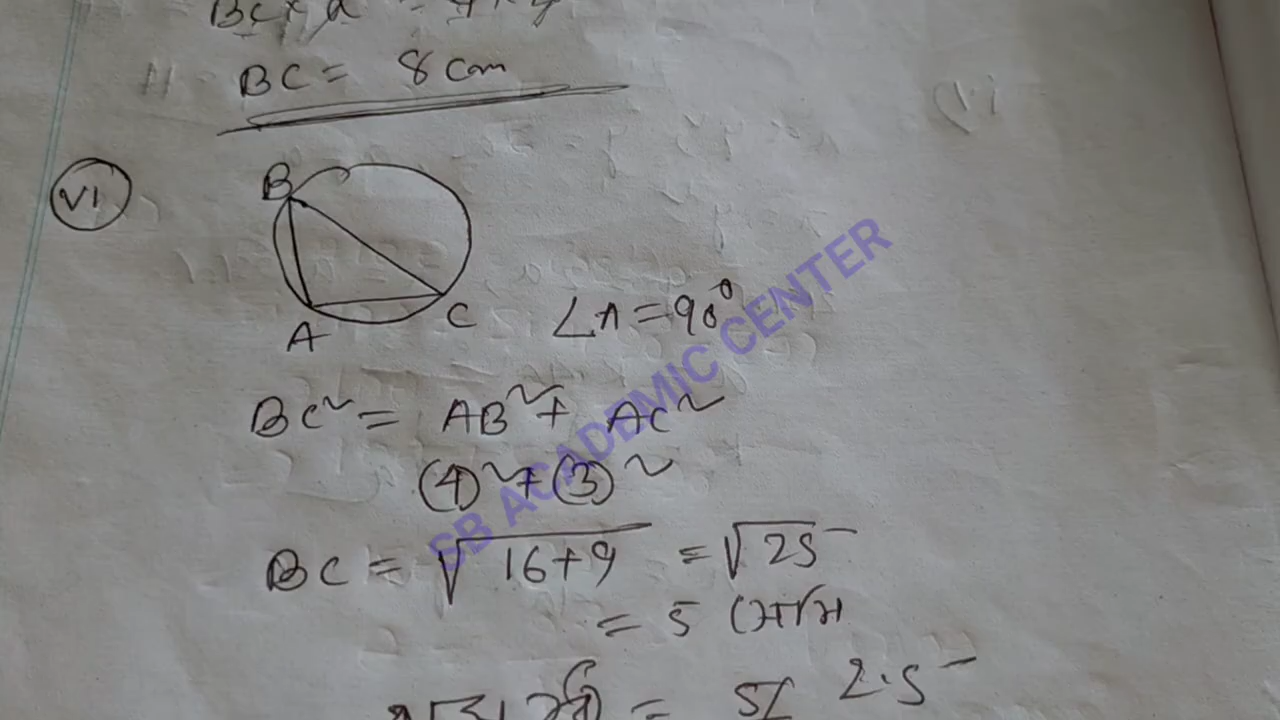 BC = 8 cm
VI
B
A
C
∠A = 90°
BC² = AB² + AC²
(4)² + (3)²
BC = √16+9 = √25
= 5 সেমি
= 5/ 2.5
SB ACADEMIC CENTER